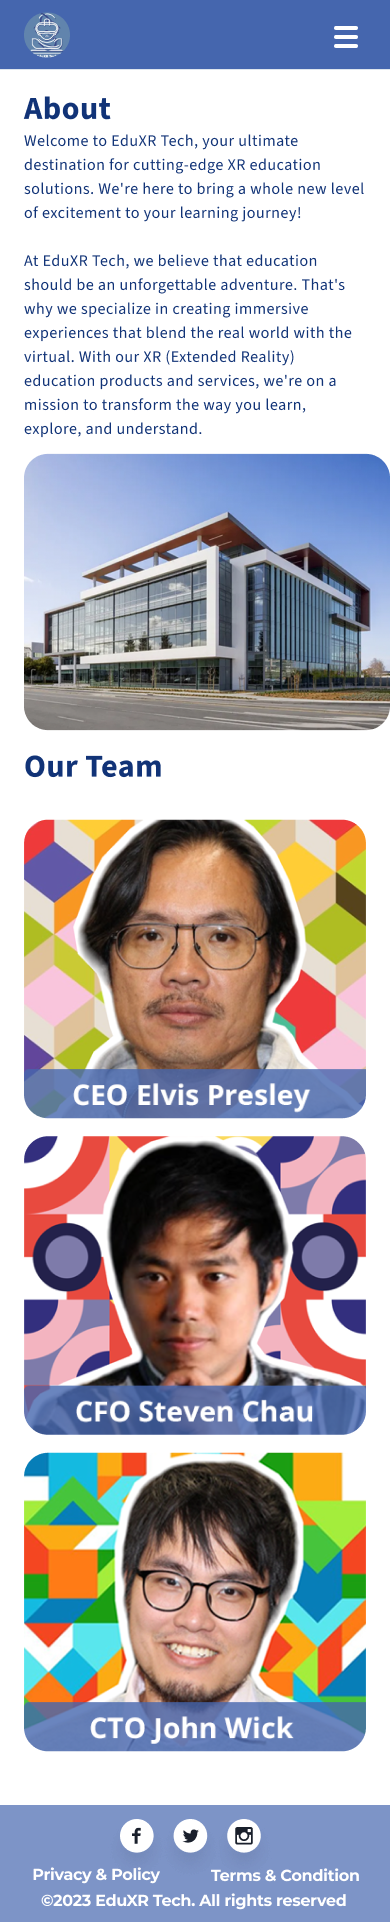 About
Welcome to EduXR Tech, your ultimate
destination for cutting-edge XR education
solutions. We're here to bring a whole new level
of excitement to your learning journey!
At EduXR Tech, we believe that education
should be an unforgettable adventure. That's
why we specialize in creating immersive
experiences that blend the real world with the
virtual. With our XR (Extended Reality)
education products and services, we're on a
mission to transform the way you learn,
explore, and understand.
Our Team
CEO Elvis Presley
CFO Steven Chau
CTO John Wick
Privacy & Policy
Terms & Condition
©2023 EduXR Tech. All rights reserved